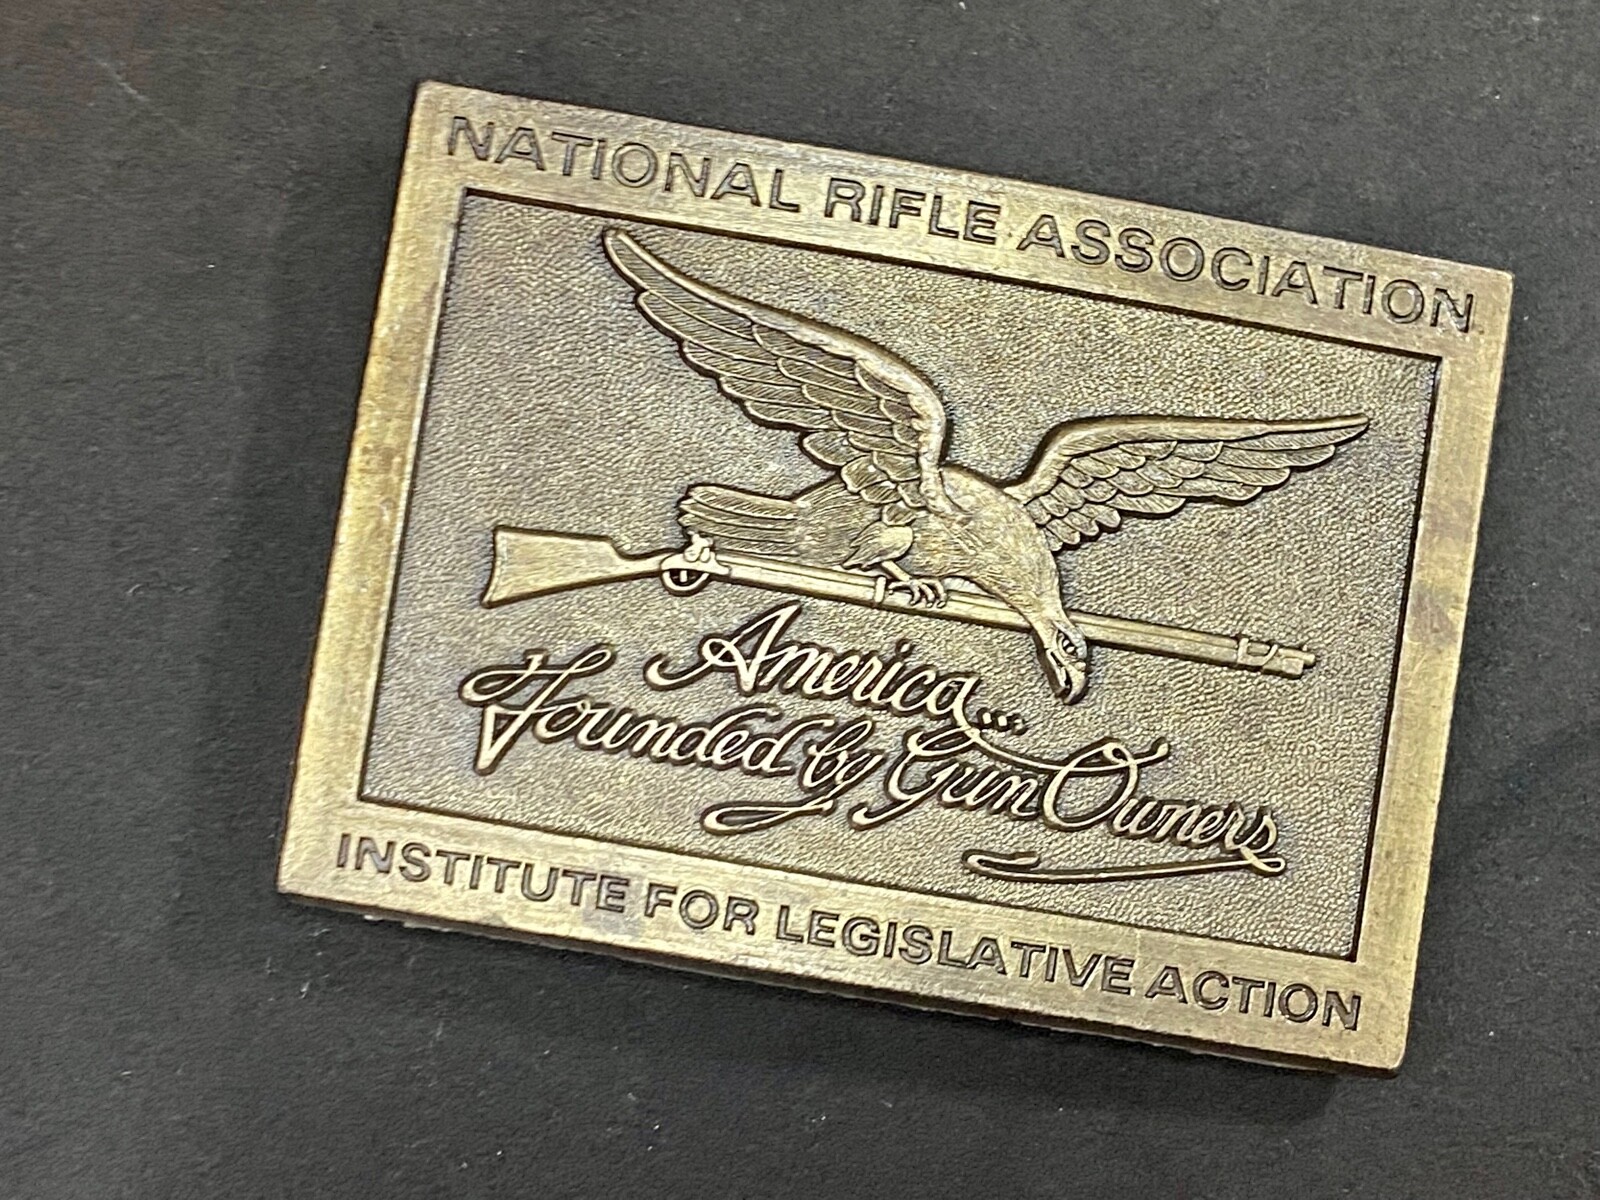 NATIONAL RIFLE ASSOCIATION
America...
Founded by Gun Owners
INSTITUTE FOR LEGISLATIVE ACTION